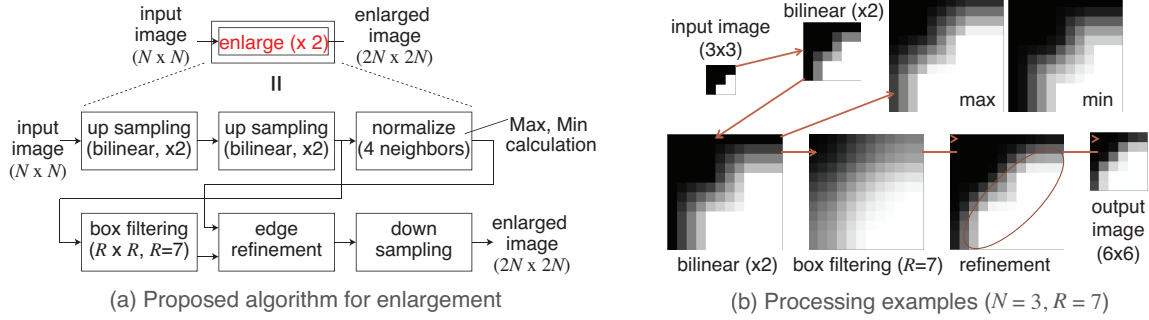 input
image
(N x N)
enlarge (x 2)
enlarged
image
(2N x 2N)
=
input
image
(N x N)
up sampling
(bilinear, x2)
up sampling
(bilinear, x2)
normalize
(4 neighbors)
Max, Min
calculation
box filtering
(R x R, R=7)
edge
refinement
down
sampling
enlarged
image
(2N x 2N)
(a) Proposed algorithm for enlargement
input image
(3x3)
bilinear (x2)
max
min
bilinear (x2)
box filtering (R=7)
refinement
output
image
(6x6)
(b) Processing examples (N = 3, R = 7)